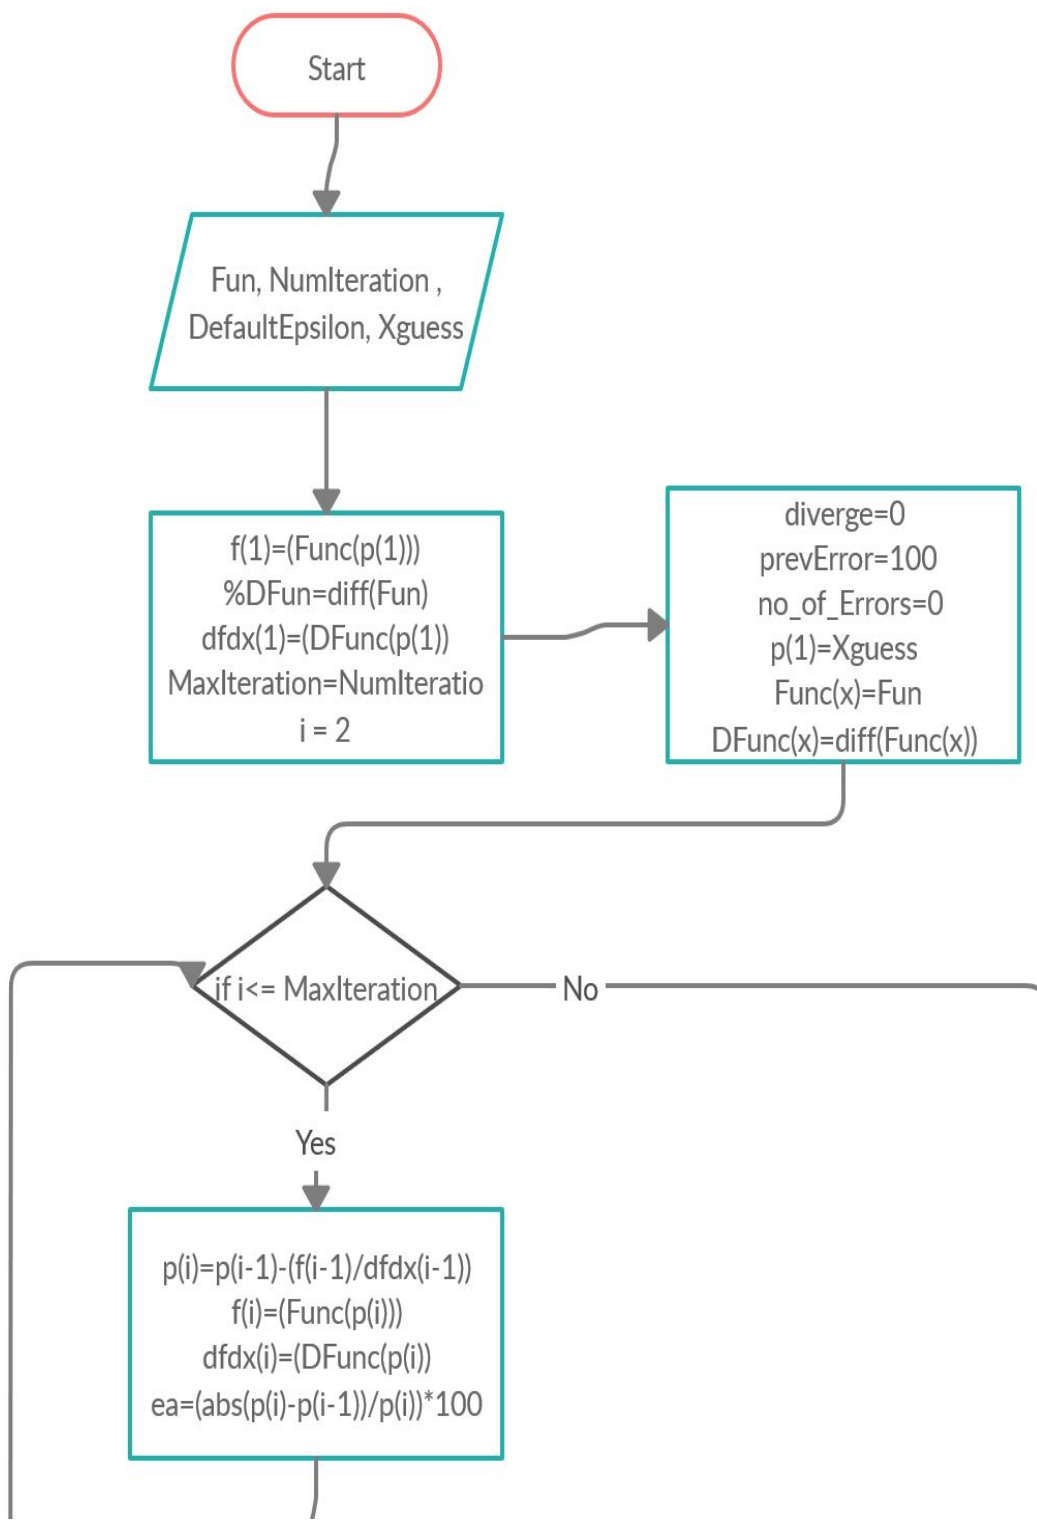 Start
Fun, NumIteration ,
DefaultEpsilon, Xguess
f(1)=(Func(p(1)))
%DFun=diff(Fun)
dfdx(1)=(DFunc(p(1))
MaxIteration=NumIteratio
i = 2
diverge=0
prevError=100
no_of_Errors=0
p(1)=Xguess
Func(x)=Fun
DFunc(x)=diff(Func(x))
if i<= MaxIteration
No
Yes
p(i)=p(i-1)-(f(i-1)/dfdx(i-1))
f(i)=(Func(p(i)))
dfdx(i)=(DFunc(p(i))
ea=(abs(p(i)-p(i-1))/p(i))*100